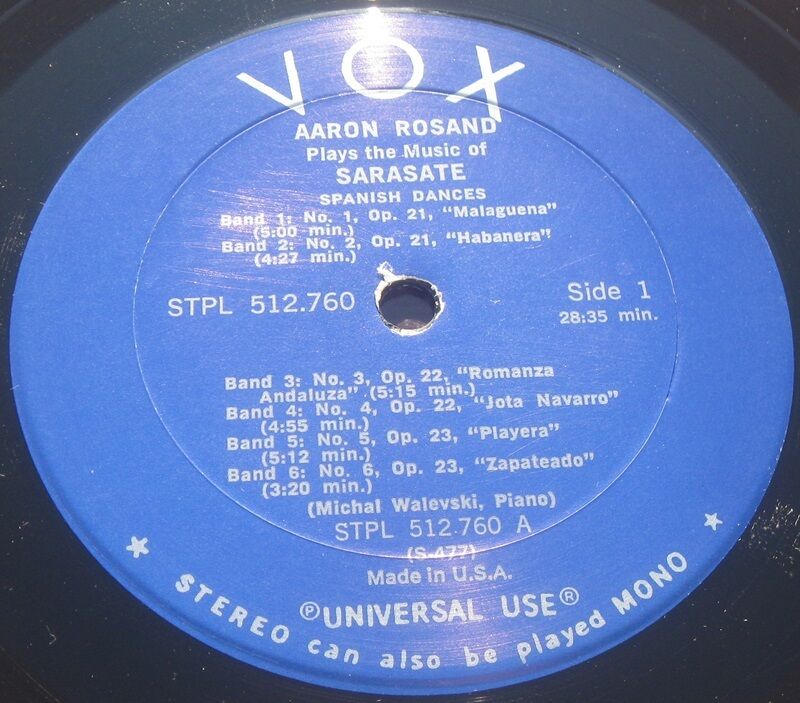 VOX
AARON ROSAND
Plays the Music of
SARASATE
SPANISH DANCES
Band 1: No. 1, Op. 21, “Malaguena”
(5:00 min.)
Band 2: No. 2, Op. 21, “Habanera”
(4:27 min.)
STPL 512.760
Side 1
28:35 min.
Band 3: No. 3, Op. 22, “Romanza
Andaluza” (5:15 min.)
Band 4: No. 4, Op. 22, “Jota Navarro”
(4:55 min.)
Band 5: No. 5, Op. 23, “Playera”
(5:12 min.)
Band 6: No. 6, Op. 23, “Zapateado”
(3:20 min.)
(Michal Walevski, Piano)
STPL 512.760 A
(S-477)
Made in U.S.A.
℗UNIVERSAL USE®
STEREO can also be played MONO